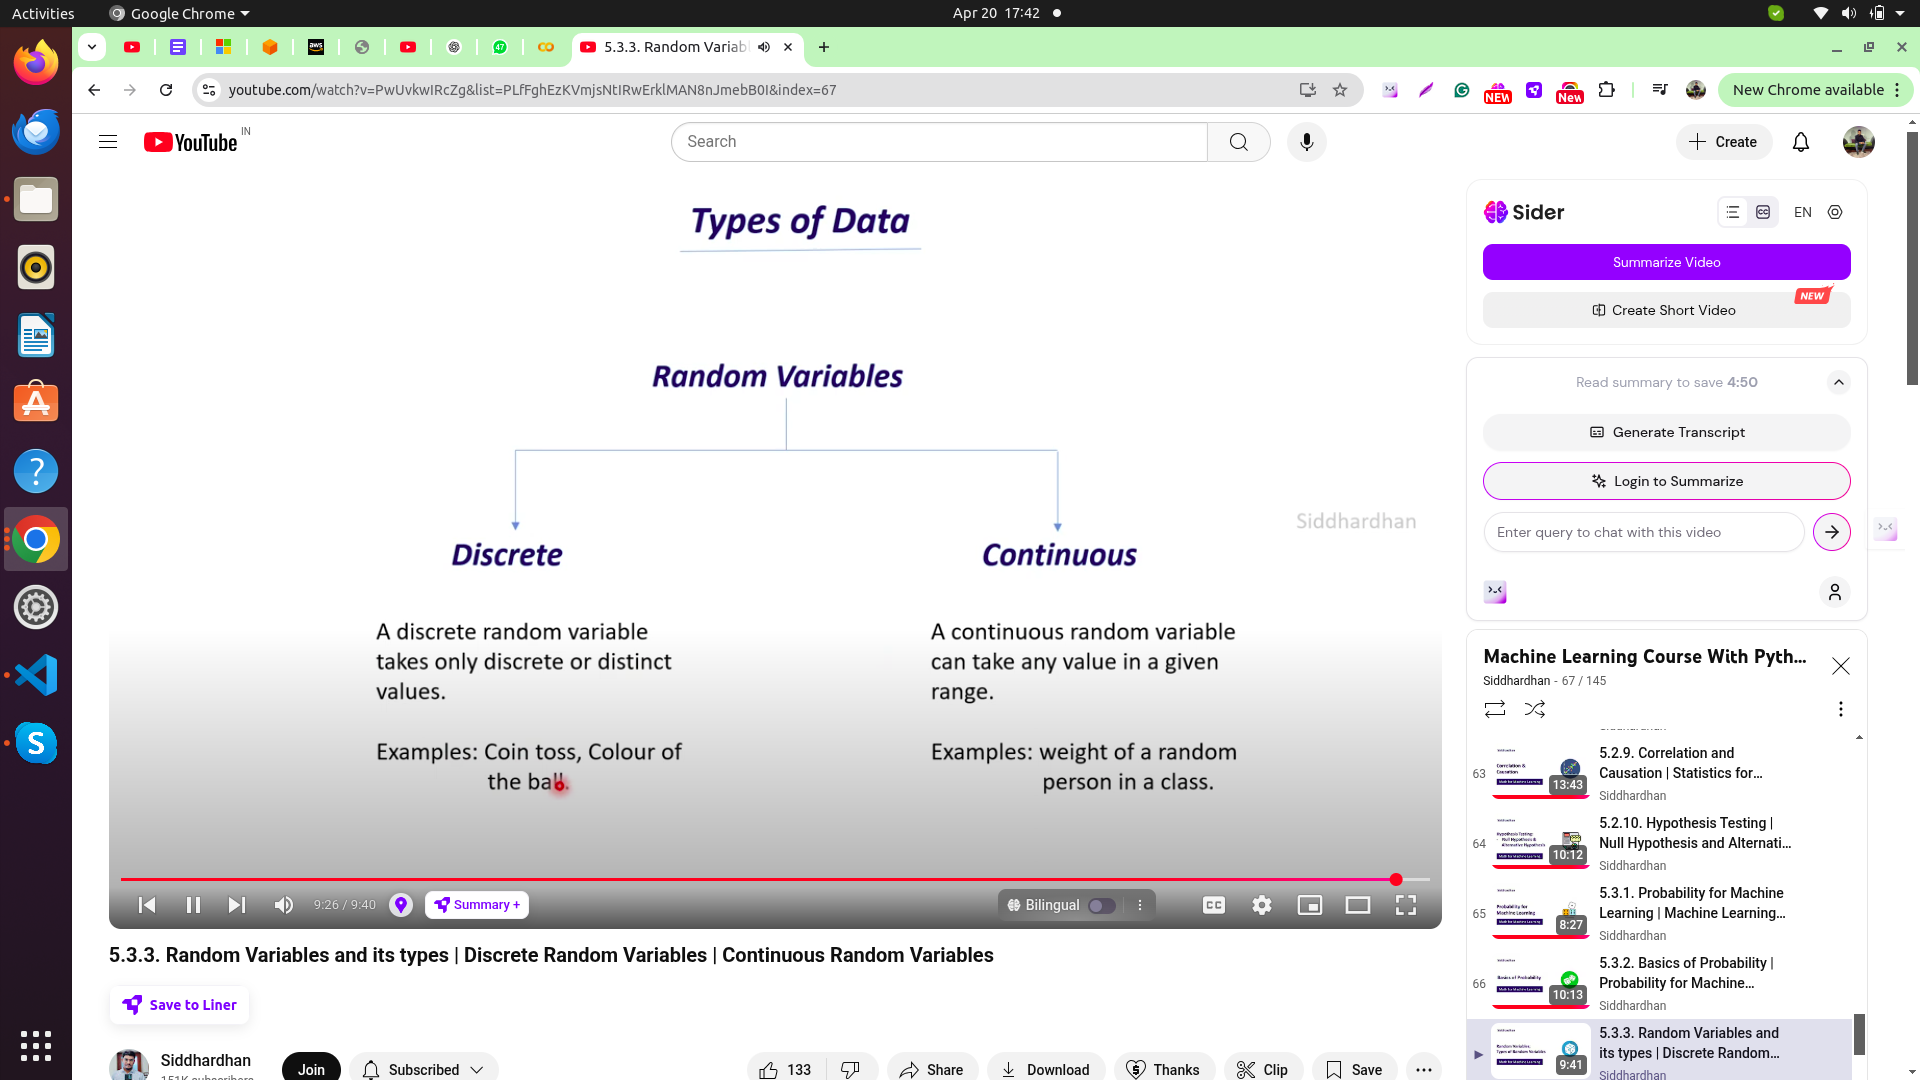 Activities
Google Chrome
Apr 20 17:42
5.3.3. Random Variabl
youtube.com/watch?v=PwUvkwIRcZg&list=PLfFghEzKVmjsNtIRwErklMAN8nJmebB0I&index=67
NEW
New
New Chrome available
YouTube
IN
Search
Create
Types of Data
Random Variables
Siddhardhan
Discrete
Continuous
A discrete random variable
takes only discrete or distinct
values.
Examples: Coin toss, Colour of
the ball.
A continuous random variable
can take any value in a given
range.
Examples: weight of a random
person in a class.
9:26 / 9:40
Summary +
Bilingual
CC
5.3.3. Random Variables and its types | Discrete Random Variables | Continuous Random Variables
Save to Liner
Siddhardhan
151K subscribers
Join
Subscribed
133
Share
Download
Thanks
Clip
Save
Sider
EN
Summarize Video
NEW
Create Short Video
Read summary to save 4:50
Generate Transcript
Login to Summarize
Enter query to chat with this video
Machine Learning Course With Pyth...
Siddhardhan - 67 / 145
63
13:43
5.2.9. Correlation and
Causation | Statistics for...
Siddhardhan
64
10:12
5.2.10. Hypothesis Testing |
Null Hypothesis and Alternati...
Siddhardhan
65
8:27
5.3.1. Probability for Machine
Learning | Machine Learning...
Siddhardhan
66
10:13
5.3.2. Basics of Probability |
Probability for Machine...
Siddhardhan
9:41
5.3.3. Random Variables and
its types | Discrete Random...
Siddhardhan